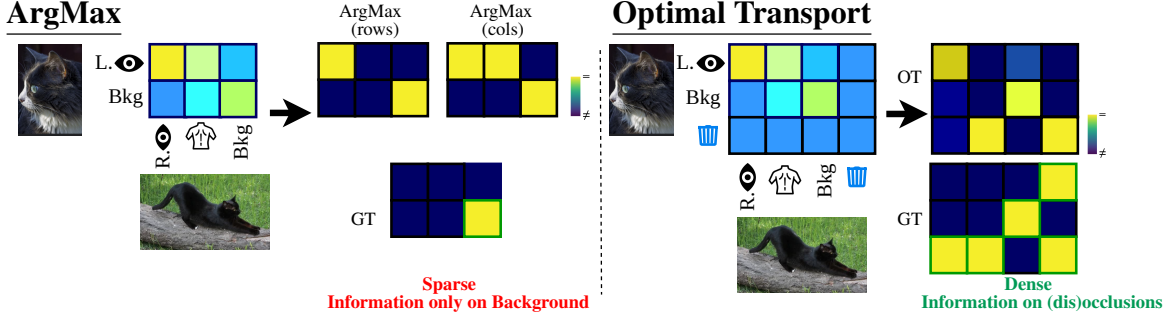 ArgMax
ArgMax
(rows)
ArgMax
(cols)
L.
Bkg
=
≠
R.
Bkg
GT
Sparse
Information only on Background
Optimal Transport
L.
Bkg
OT
=
≠
R.
Bkg
GT
Dense
Information on (dis)occlusions